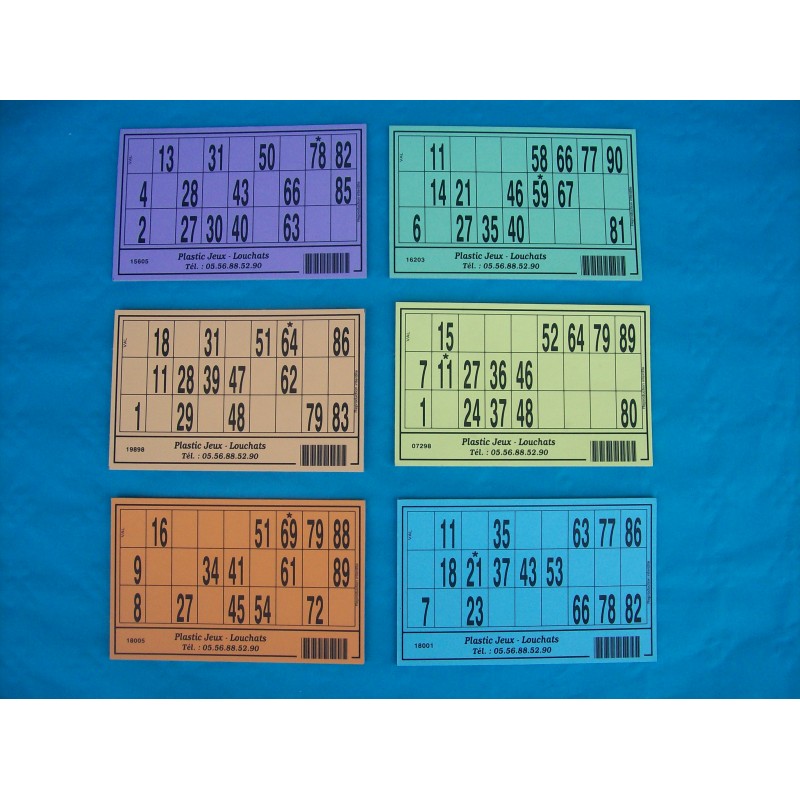 VAL 13 31 50 *78 82
4 28 43 66 85
2 27 30 40 63
Plastic Jeux - Louchats
15605 Tél. : 05.56.88.52.90
VAL 11 58 66 77 90
14 21 46 *59 67
6 27 35 40 81
Plastic Jeux - Louchats
16203 Tél. : 05.56.88.52.90
VAL 18 31 51 *64 86
11 28 39 47 62
1 29 48 79 83
Plastic Jeux - Louchats
19898 Tél. : 05.56.88.52.90
VAL 15 52 64 79 89
7 *11 27 36 46
1 24 37 48 80
Plastic Jeux - Louchats
07298 Tél. : 05.56.88.52.90
VAL 16 51 *69 79 88
9 34 41 61 89
8 27 45 54 72
Plastic Jeux - Louchats
18005 Tél. : 05.56.88.52.90
VAL 11 35 63 77 86
18 *21 37 43 53
7 23 66 78 82
Plastic Jeux - Louchats
18001 Tél. : 05.56.88.52.90